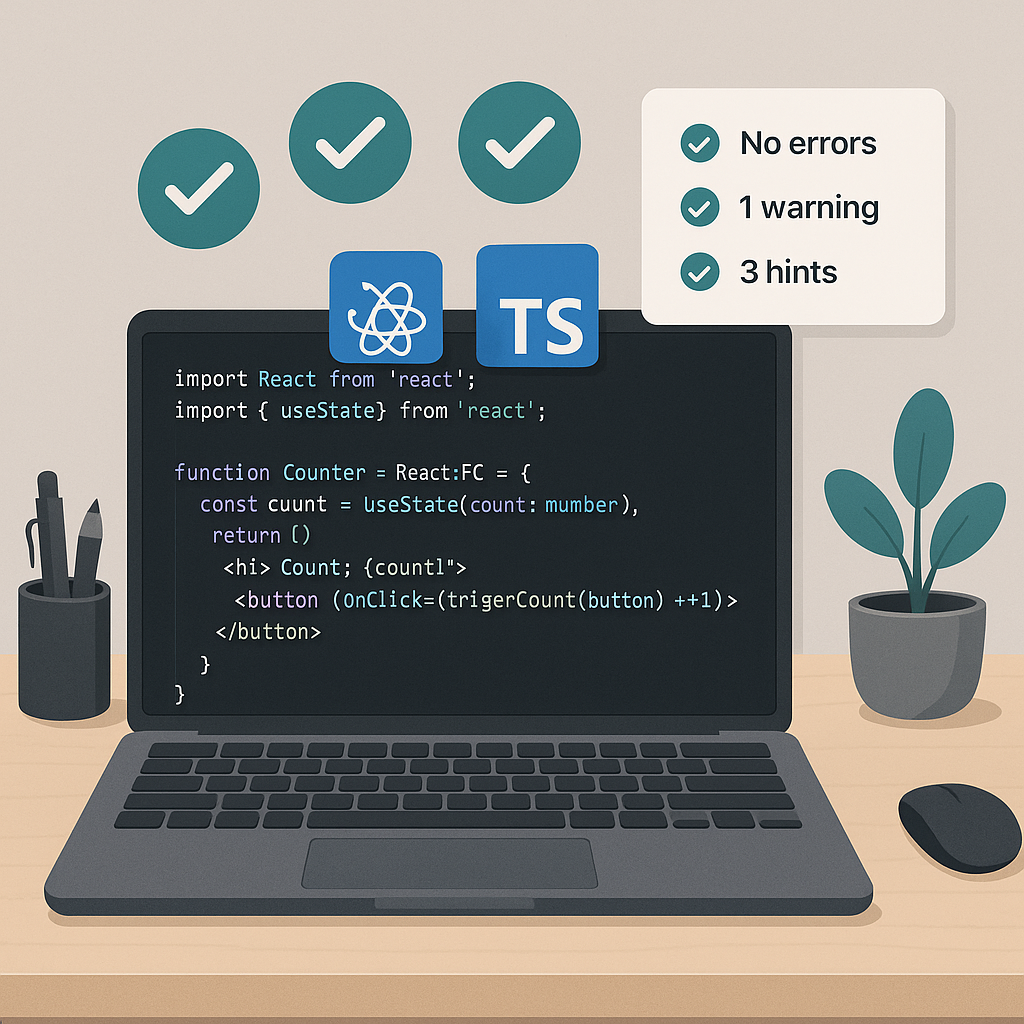 No errors
1 warning
3 hints
TS
import React from 'react';
import { useState} from 'react';
function Counter = React:FC = {
const cuunt = useState(count: mumber),
return ()
<hi> Count; {countl">
<button (OnClick=(trigerCount(button) ++1)>
</button>
}
}